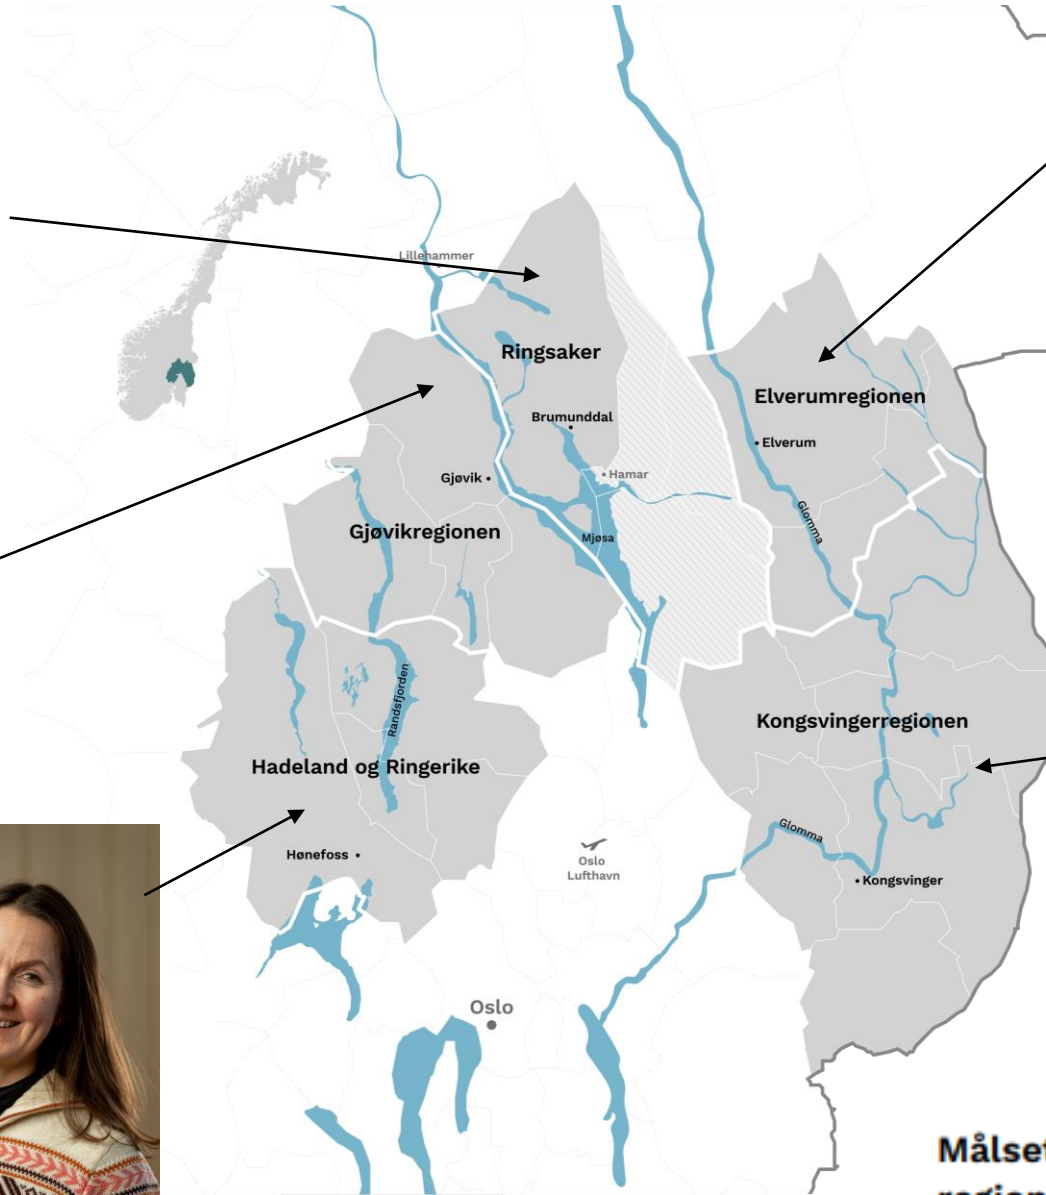 Lillehammer
Ringsaker
Elverumregionen
Brumunddal
Elverum
Hamar
Gjøvik
Glomma
Gjøvikregionen
Mjøsa
Randsfjorden
Kongsvingerregionen
Hadeland og Ringerike
Glomma
Hønefoss
Oslo
Lufthavn
Kongsvinger
Oslo